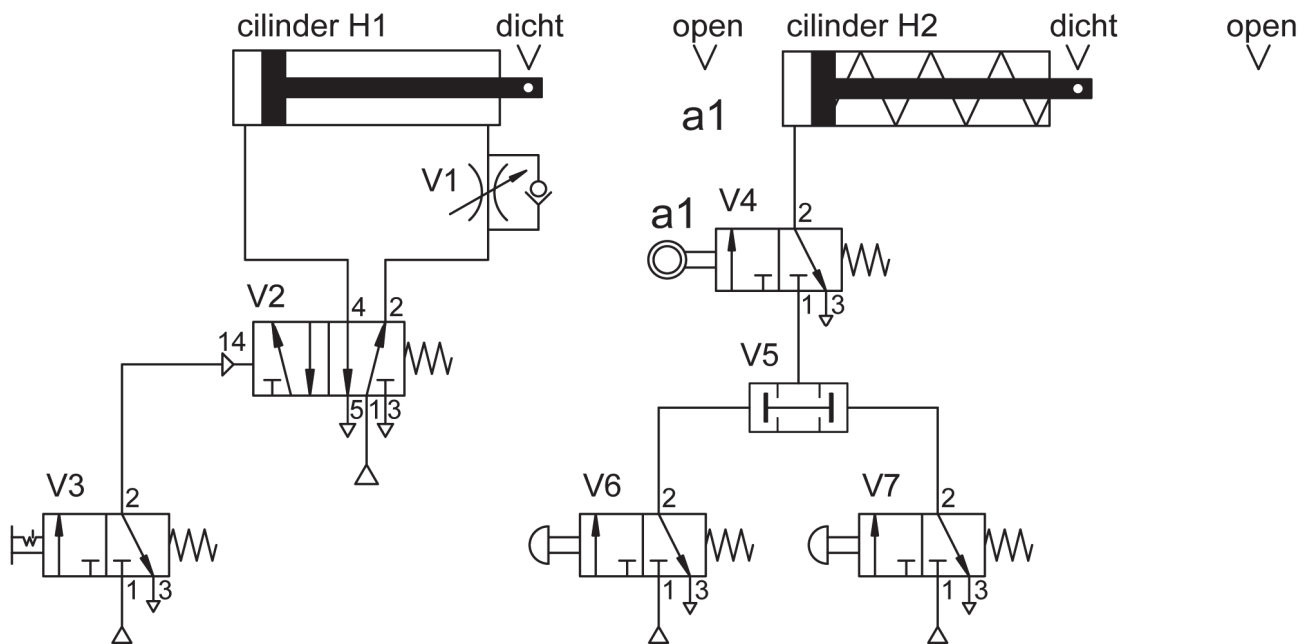 cilinder H1 dicht open cilinder H2 dicht open
a1
V1
a1 V4
2
V2
4 2 1 3
14 V5
5 1 3
V3 V6 V7
2 2 2
1 3 1 3 1 3